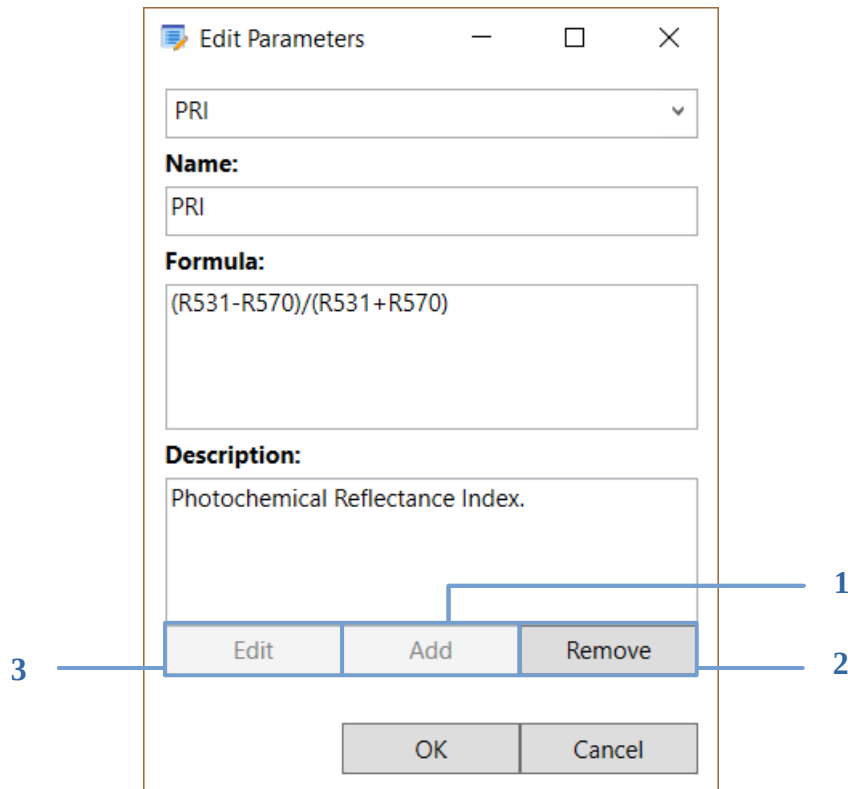 Edit Parameters
PRI
Name:
PRI
Formula:
(R531-R570)/(R531+R570)
Description:
Photochemical Reflectance Index.
1
Edit Add Remove
3
2
OK Cancel